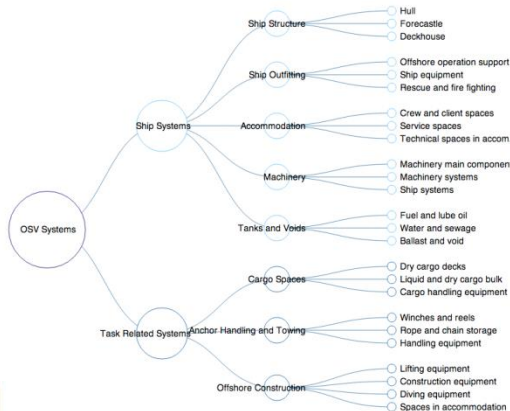 OSV Systems
Ship Systems
Ship Structure
Hull
Forecastle
Deckhouse
Ship Outfitting
Offshore operation support
Ship equipment
Rescue and fire fighting
Accommodation
Crew and client spaces
Service spaces
Technical spaces in accom.
Machinery
Machinery main component
Machinery systems
Ship systems
Tanks and Voids
Fuel and lube oil
Water and sewage
Ballast and void
Task Related Systems
Cargo Spaces
Dry cargo decks
Liquid and dry cargo bulk
Cargo handling equipment
Anchor Handling and Towing
Winches and reels
Rope and chain storage
Handling equipment
Offshore Construction
Lifting equipment
Construction equipment
Diving equipment
Spaces in accommodation